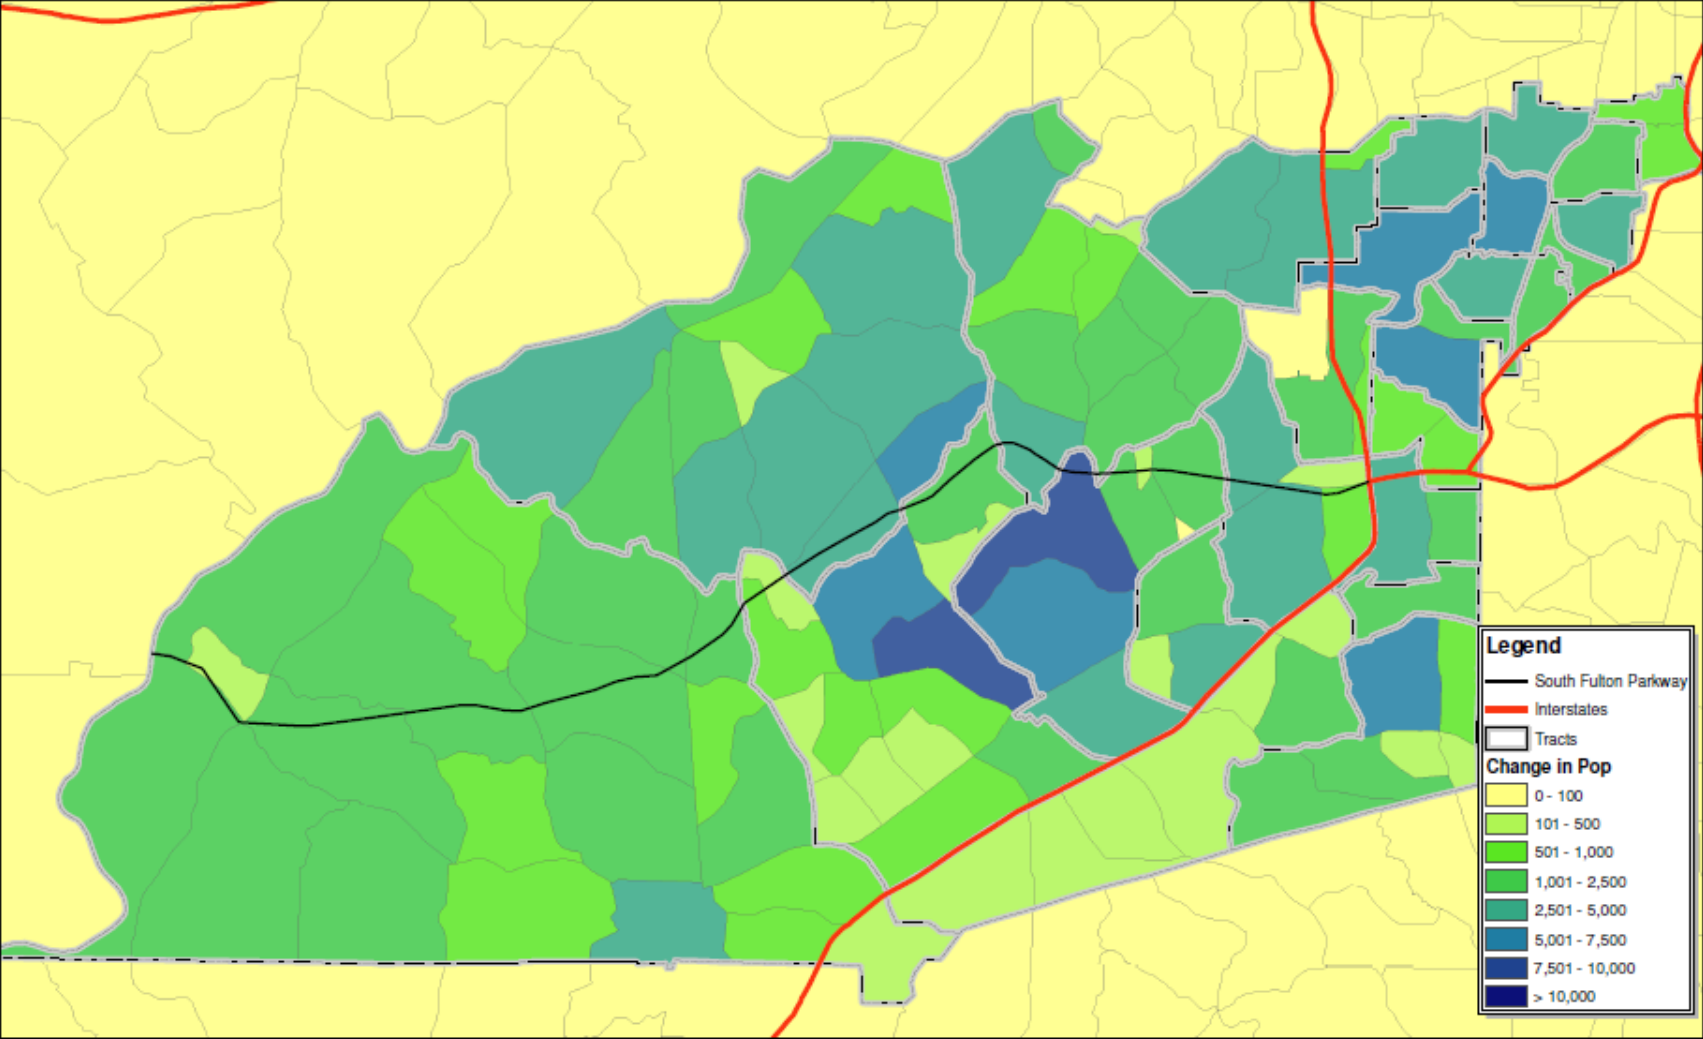 Legend
South Fulton Parkway
Interstates
Tracts
Change in Pop
0 - 100
101 - 500
501 - 1,000
1,001 - 2,500
2,501 - 5,000
5,001 - 7,500
7,501 - 10,000
> 10,000